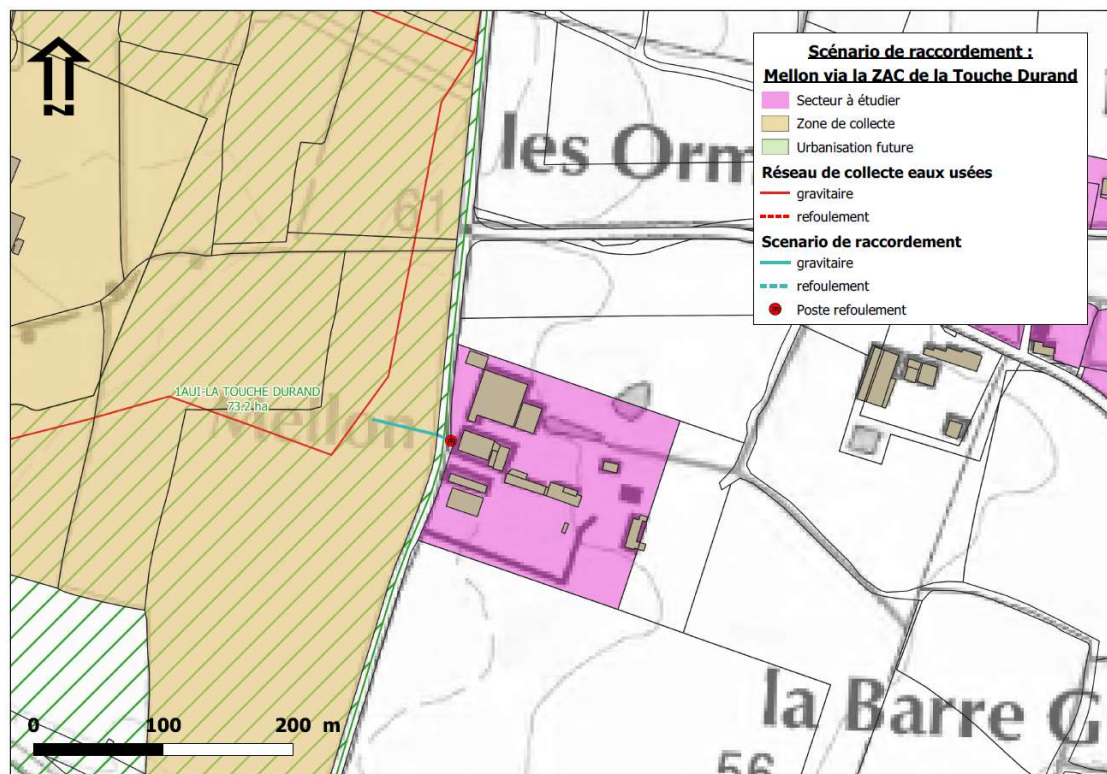 N
Scénario de raccordement :
Mellon via la ZAC de la Touche Durand
Secteur à étudier
Zone de collecte
Urbanisation future
Réseau de collecte eaux usées
gravitaire
refoulement
Scenario de raccordement
gravitaire
refoulement
Poste refoulement
les Orm
61
1AUI-LA TOUCHE DURAND
73.2 ha
Mellon
la Barre G
56
0 100 200 m